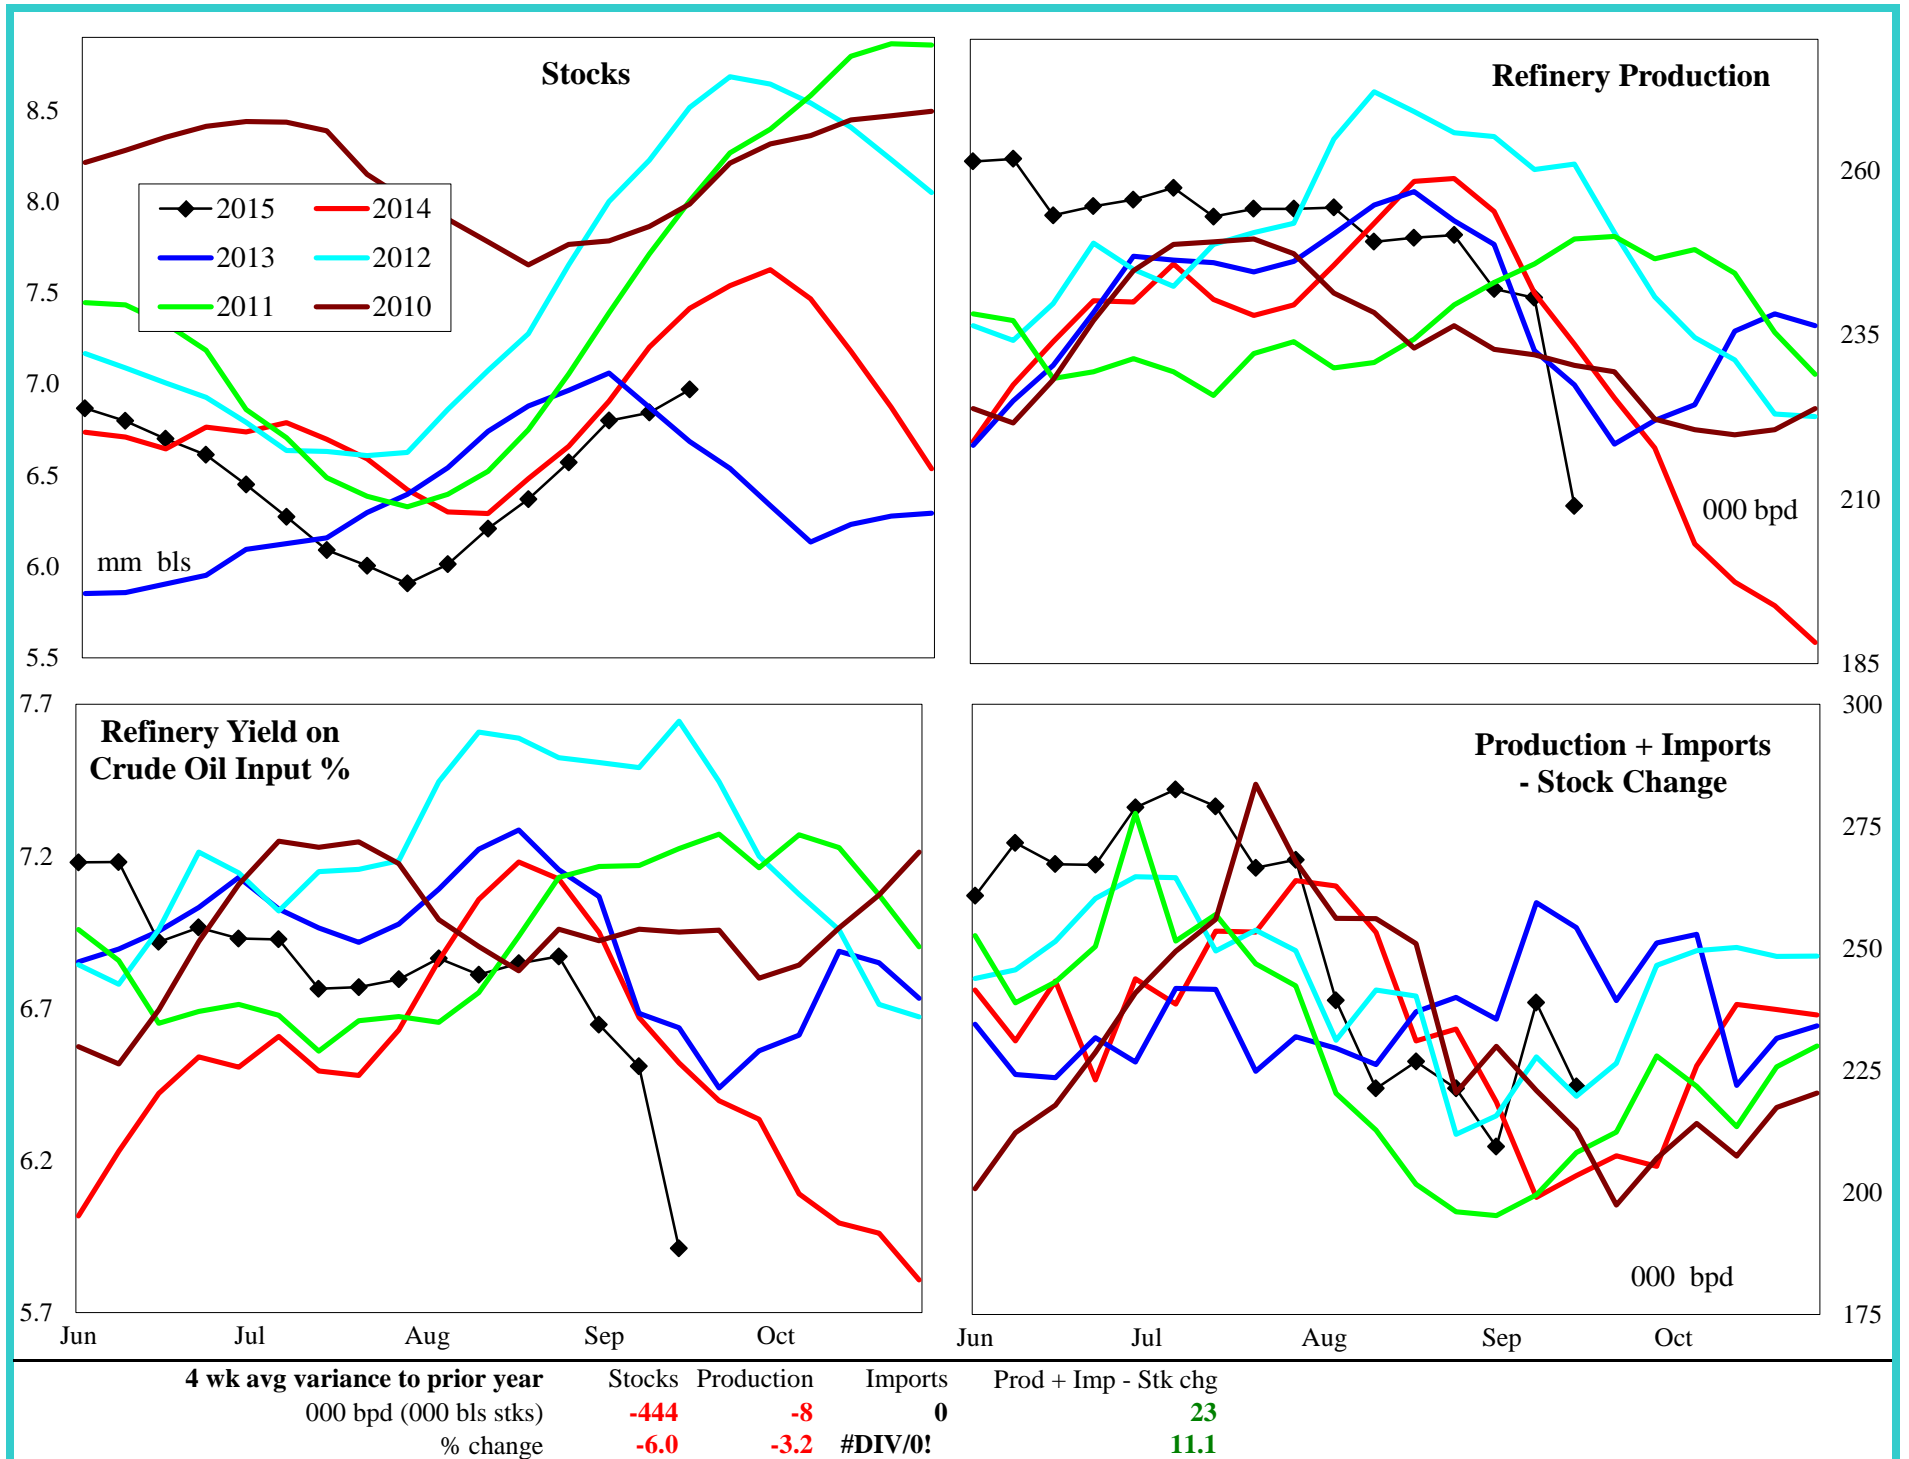 Stocks
8.5
8.0
7.5
7.0
6.5
6.0
5.5
2015 2014
2013 2012
2011 2010
mm bls
Refinery Production
260
235
210
185
000 bpd
Refinery Yield on
Crude Oil Input %
7.7
7.2
6.7
6.2
5.7
Jun Jul Aug Sep Oct
Production + Imports
- Stock Change
300
275
250
225
200
175
000 bpd
Jun Jul Aug Sep Oct
4 wk avg variance to prior year Stocks Production Imports Prod + Imp - Stk chg
000 bpd (000 bls stks) -444 -8 0 23
% change -6.0 -3.2 #DIV/0! 11.1